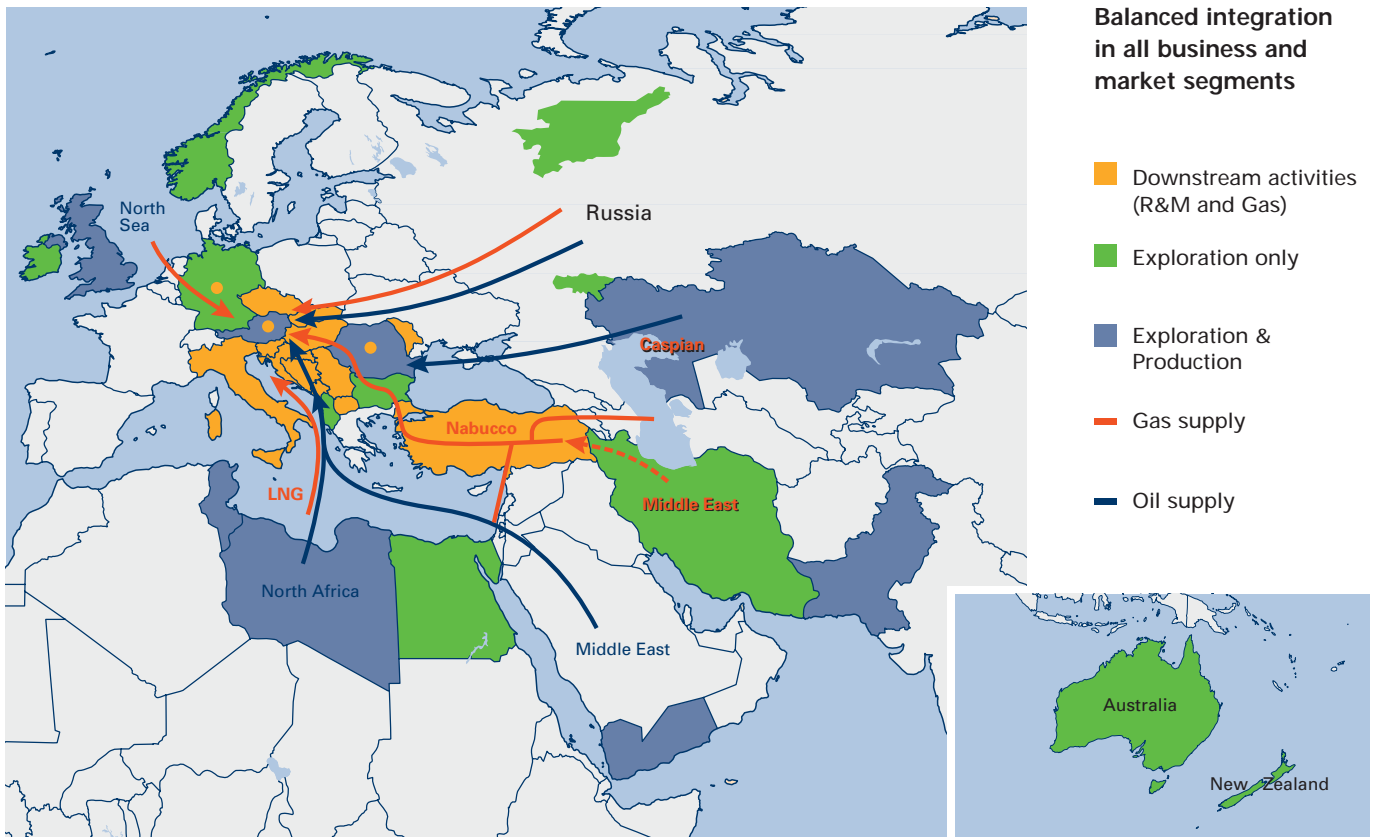 Balanced integration
in all business and
market segments
Downstream activities
(R&M and Gas)
Exploration only
Exploration &
Production
Gas supply
Oil supply
North
Sea
Russia
Caspian
Nabucco
LNG
Middle East
North Africa
Middle East
Australia
New Zealand